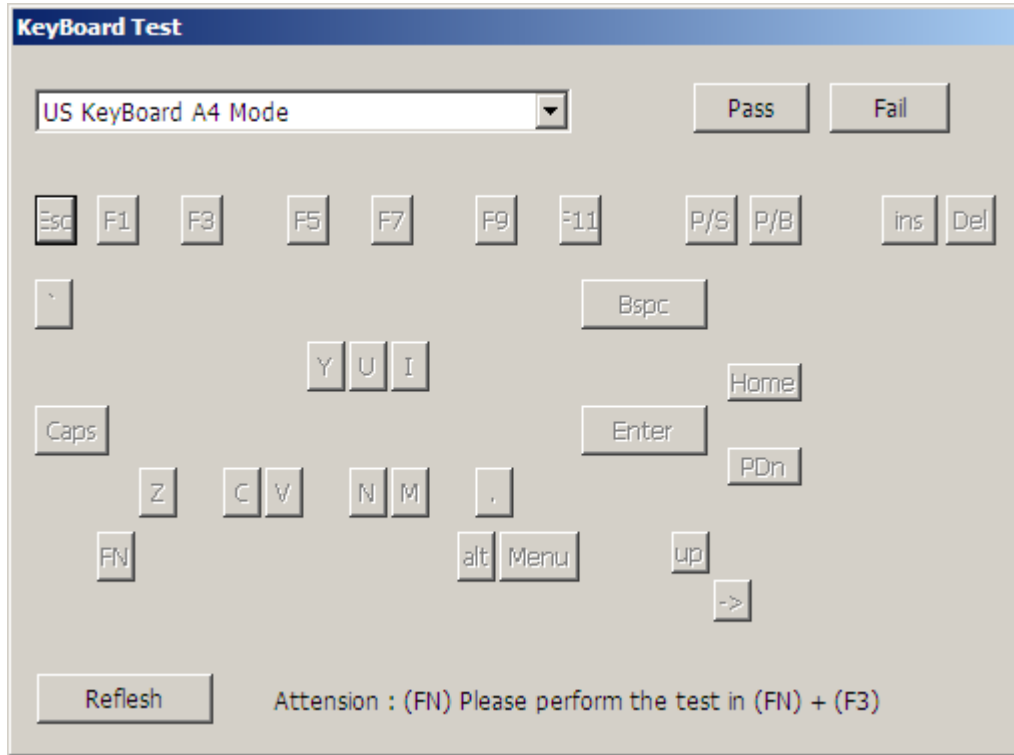 KeyBoard Test
US KeyBoard A4 Mode Pass Fail
Esc F1 F3 F5 F7 F9 F11 P/S P/B ins Del
` Bspc
Y U I Home
Caps Enter
PDn
Z C V N M ,
FN alt Menu up
->
Reflesh Attension : (FN) Please perform the test in (FN) + (F3)